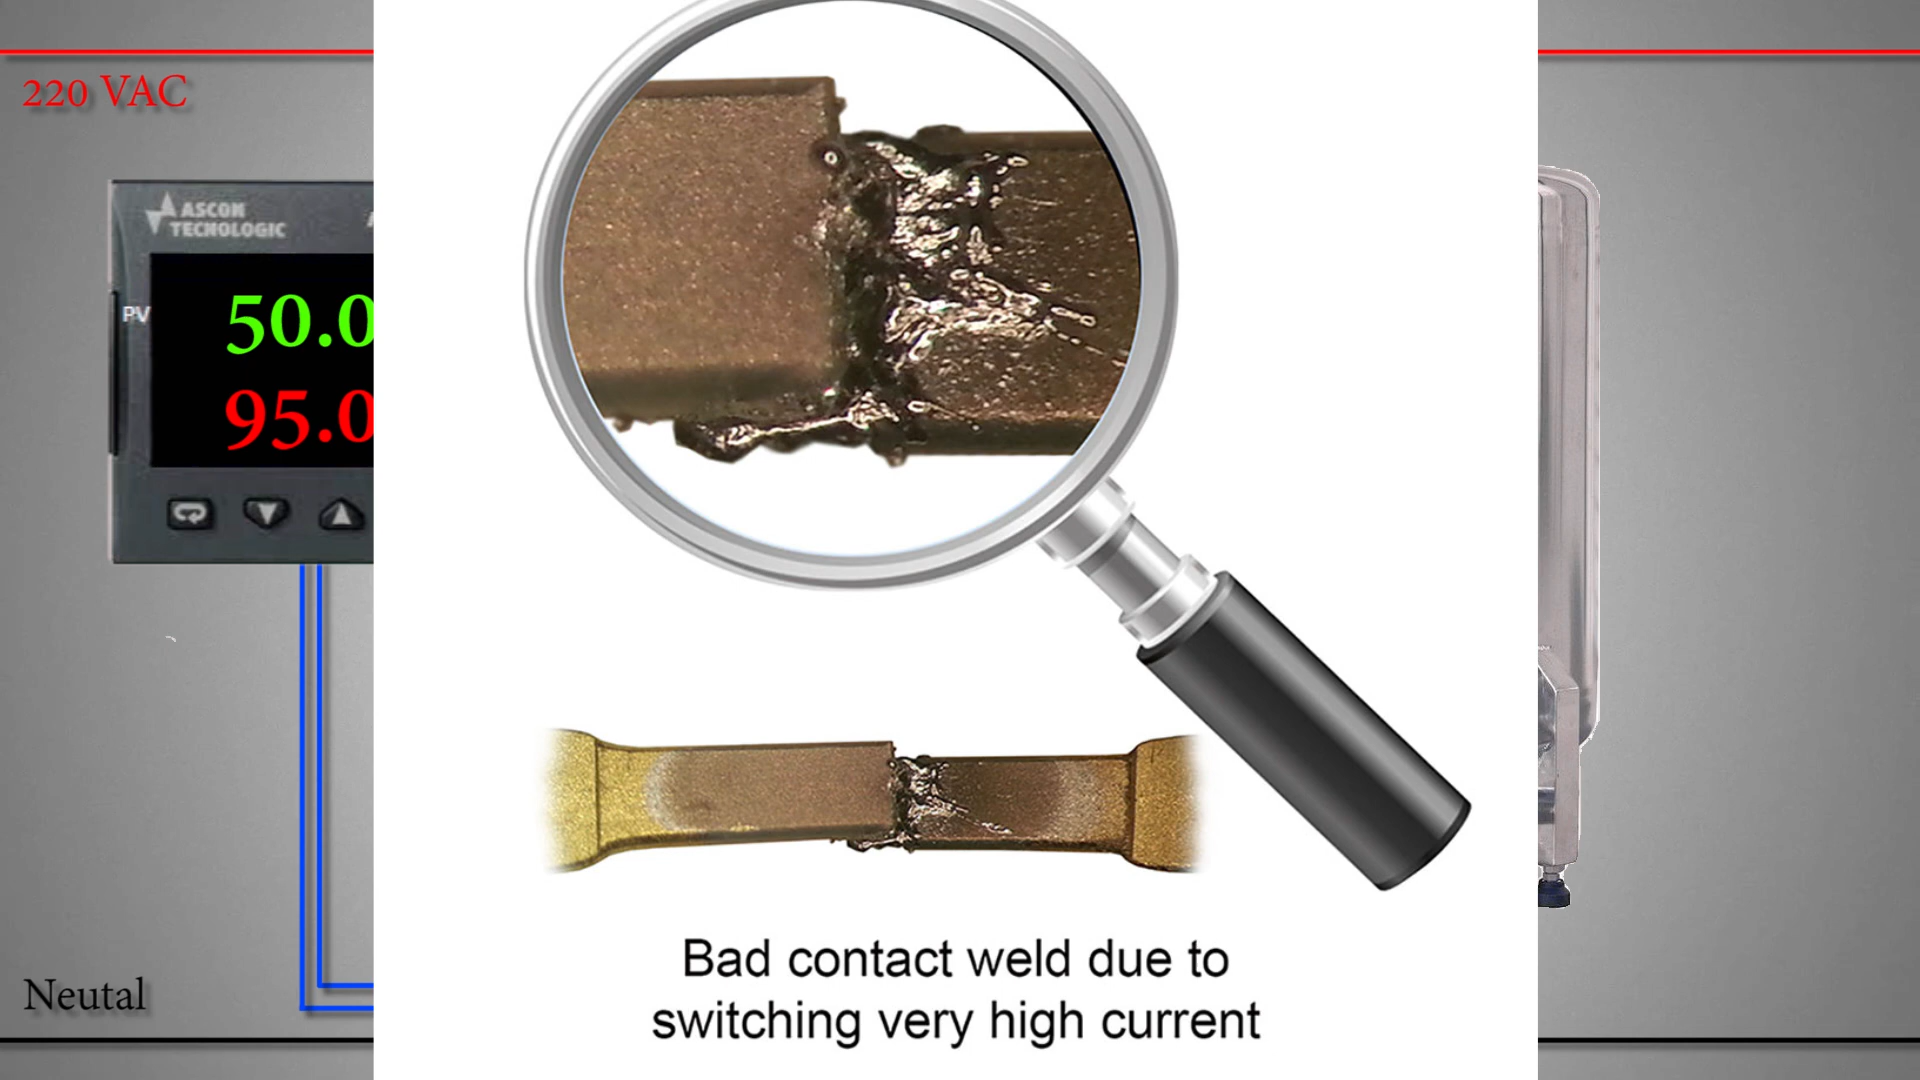 220 VAC
ASCON
TECNOLOGIC
PV
50.0
95.0
Neutal
Bad contact weld due to
switching very high current